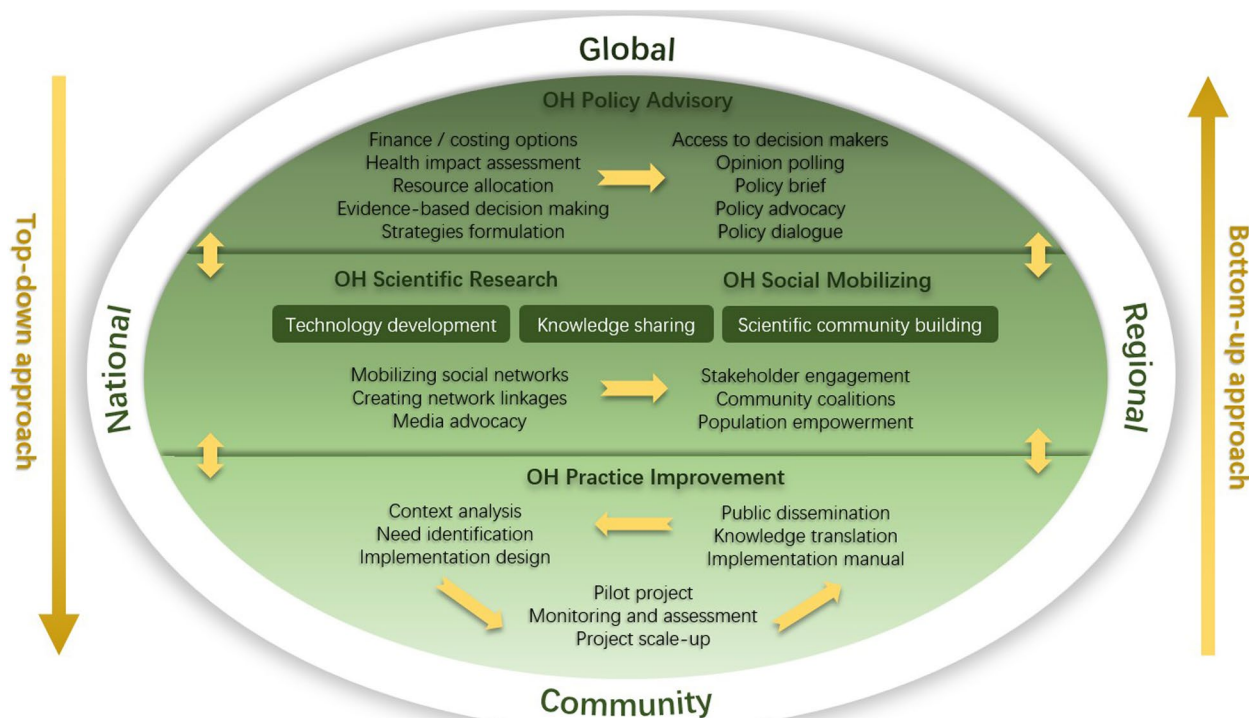 Global
OH Policy Advisory
Finance / costing options
Health impact assessment
Resource allocation
Evidence-based decision making
Strategies formulation
Access to decision makers
Opinion polling
Policy brief
Policy advocacy
Policy dialogue
Top-down approach
National
OH Scientific Research
OH Social Mobilizing
Technology development
Knowledge sharing
Scientific community building
Mobilizing social networks
Creating network linkages
Media advocacy
Stakeholder engagement
Community coalitions
Population empowerment
Regional
Bottom-up approach
OH Practice Improvement
Context analysis
Need identification
Implementation design
Public dissemination
Knowledge translation
Implementation manual
Pilot project
Monitoring and assessment
Project scale-up
Community